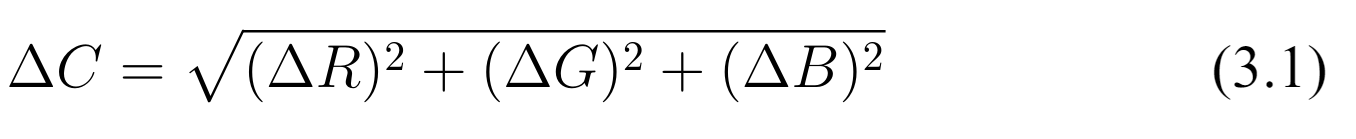 ΔC = √(ΔR)² + (ΔG)² + (ΔB)² (3.1)